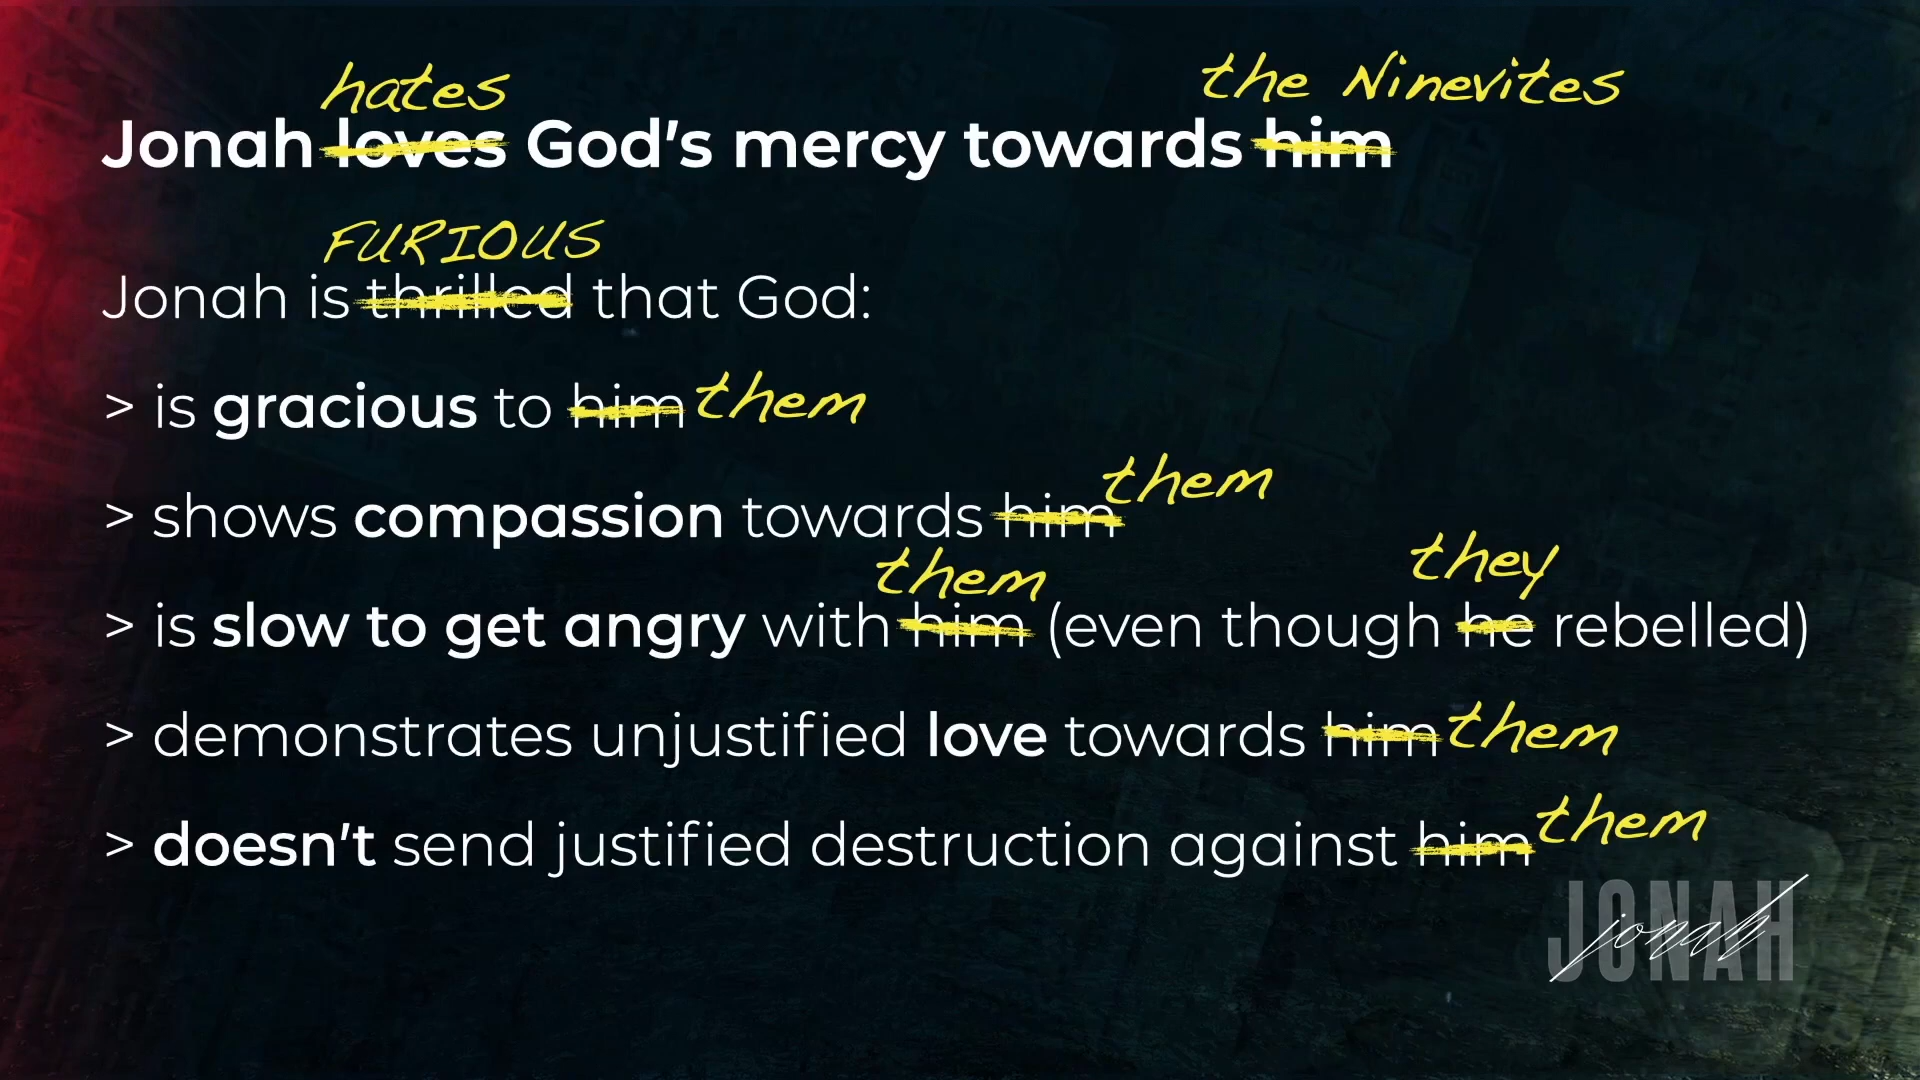 hates the Ninevites
Jonah loves God's mercy towards him
FURIOUS
Jonah is thrilled that God:
> is gracious to him them
them
> shows compassion towards him
them they
> is slow to get angry with him (even though he rebelled)
> demonstrates unjustified love towards him them
them
> doesn't send justified destruction against him
JONAH
jonah